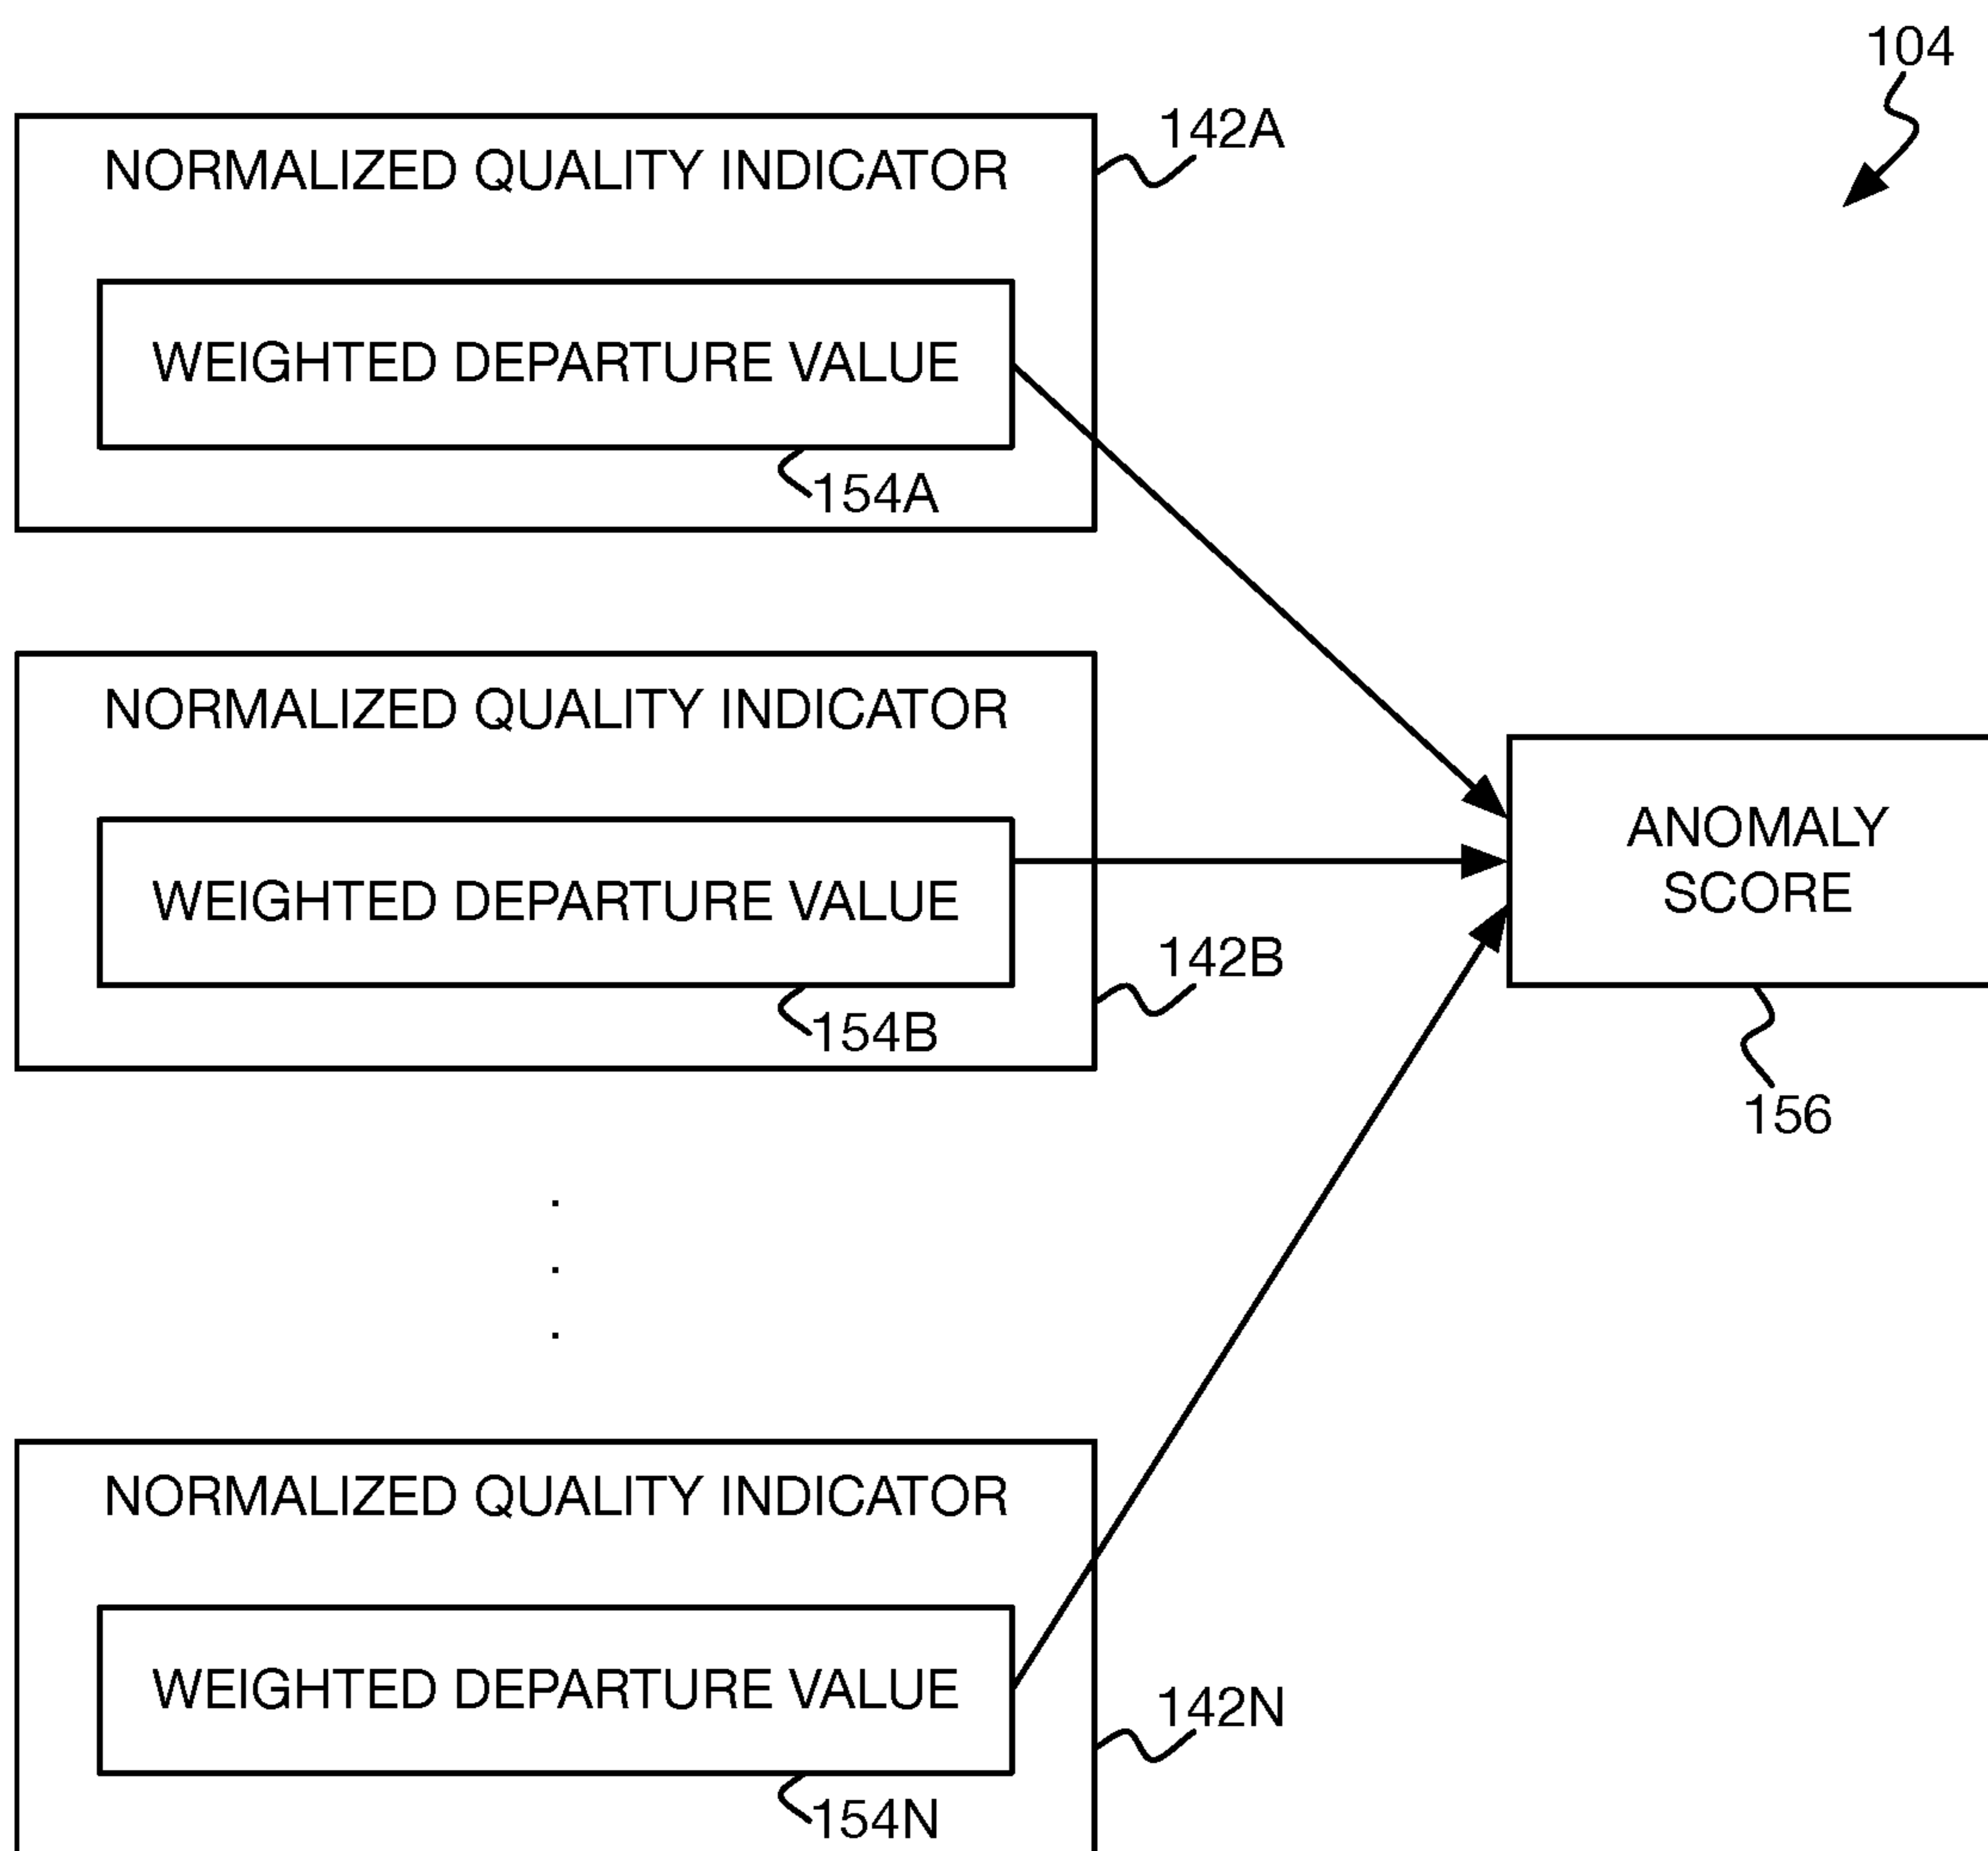 104
142A
NORMALIZED QUALITY INDICATOR
WEIGHTED DEPARTURE VALUE
154A
NORMALIZED QUALITY INDICATOR
WEIGHTED DEPARTURE VALUE
142B
154B
ANOMALY
SCORE
156
NORMALIZED QUALITY INDICATOR
WEIGHTED DEPARTURE VALUE
142N
154N